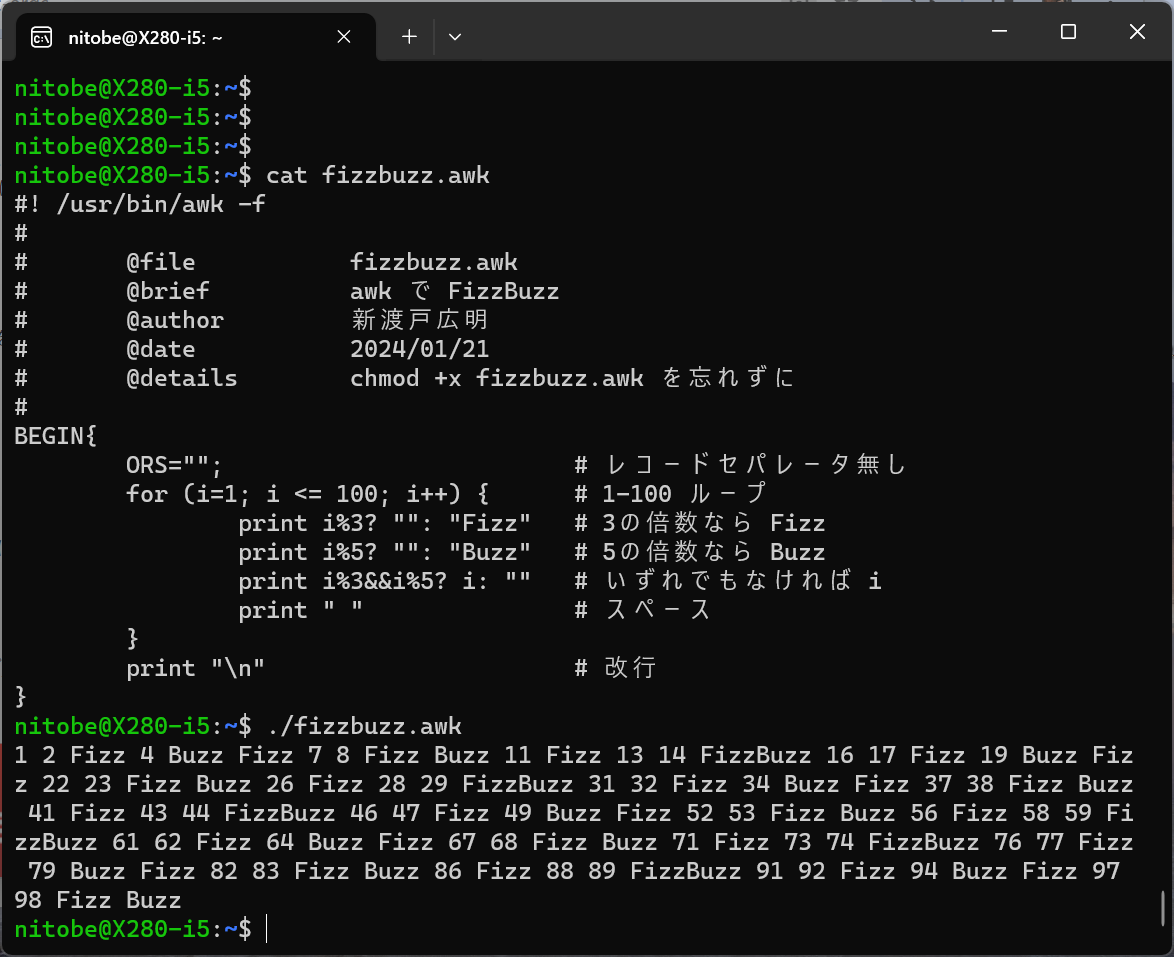 nitobe@X280-i5: ~
nitobe@X280-i5:~$
nitobe@X280-i5:~$
nitobe@X280-i5:~$
nitobe@X280-i5:~$ cat fizzbuzz.awk
#! /usr/bin/awk -f
#
#       @file           fizzbuzz.awk
#       @brief          awk で FizzBuzz
#       @author         新渡戸広明
#       @date           2024/01/21
#       @details        chmod +x fizzbuzz.awk を忘れずに
#
BEGIN{
        ORS="";                         # レコードセパレータ無し
        for (i=1; i <= 100; i++) {      # 1-100 ループ
                print i%3? "": "Fizz"   # 3の倍数なら Fizz
                print i%5? "": "Buzz"   # 5の倍数なら Buzz
                print i%3&&i%5? i: ""   # いずれでもなければ i
                print " "               # スペース
        }
        print "\n"                      # 改行
}
nitobe@X280-i5:~$ ./fizzbuzz.awk
1 2 Fizz 4 Buzz Fizz 7 8 Fizz Buzz 11 Fizz 13 14 FizzBuzz 16 17 Fizz 19 Buzz Fiz
z 22 23 Fizz Buzz 26 Fizz 28 29 FizzBuzz 31 32 Fizz 34 Buzz Fizz 37 38 Fizz Buzz
 41 Fizz 43 44 FizzBuzz 46 47 Fizz 49 Buzz Fizz 52 53 Fizz Buzz 56 Fizz 58 59 Fi
zzBuzz 61 62 Fizz 64 Buzz Fizz 67 68 Fizz Buzz 71 Fizz 73 74 FizzBuzz 76 77 Fizz
 79 Buzz Fizz 82 83 Fizz Buzz 86 Fizz 88 89 FizzBuzz 91 92 Fizz 94 Buzz Fizz 97
98 Fizz Buzz
nitobe@X280-i5:~$